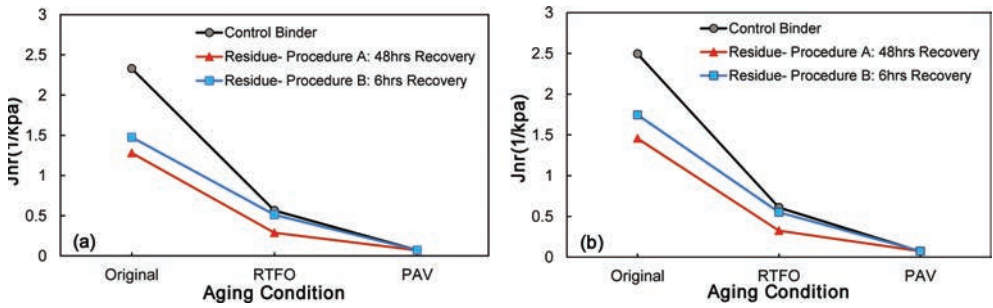 3
2.5
2
1.5
1
0.5
0
Jnr(1/kpa)
Control Binder
Residue- Procedure A: 48hrs Recovery
Residue- Procedure B: 6hrs Recovery
(a)
Original RTFO PAV
Aging Condition
3
2.5
2
1.5
1
0.5
0
Jnr(1/kpa)
Control Binder
Residue- Procedure A: 48hrs Recovery
Residue- Procedure B: 6hrs Recovery
(b)
Original RTFO PAV
Aging Condition